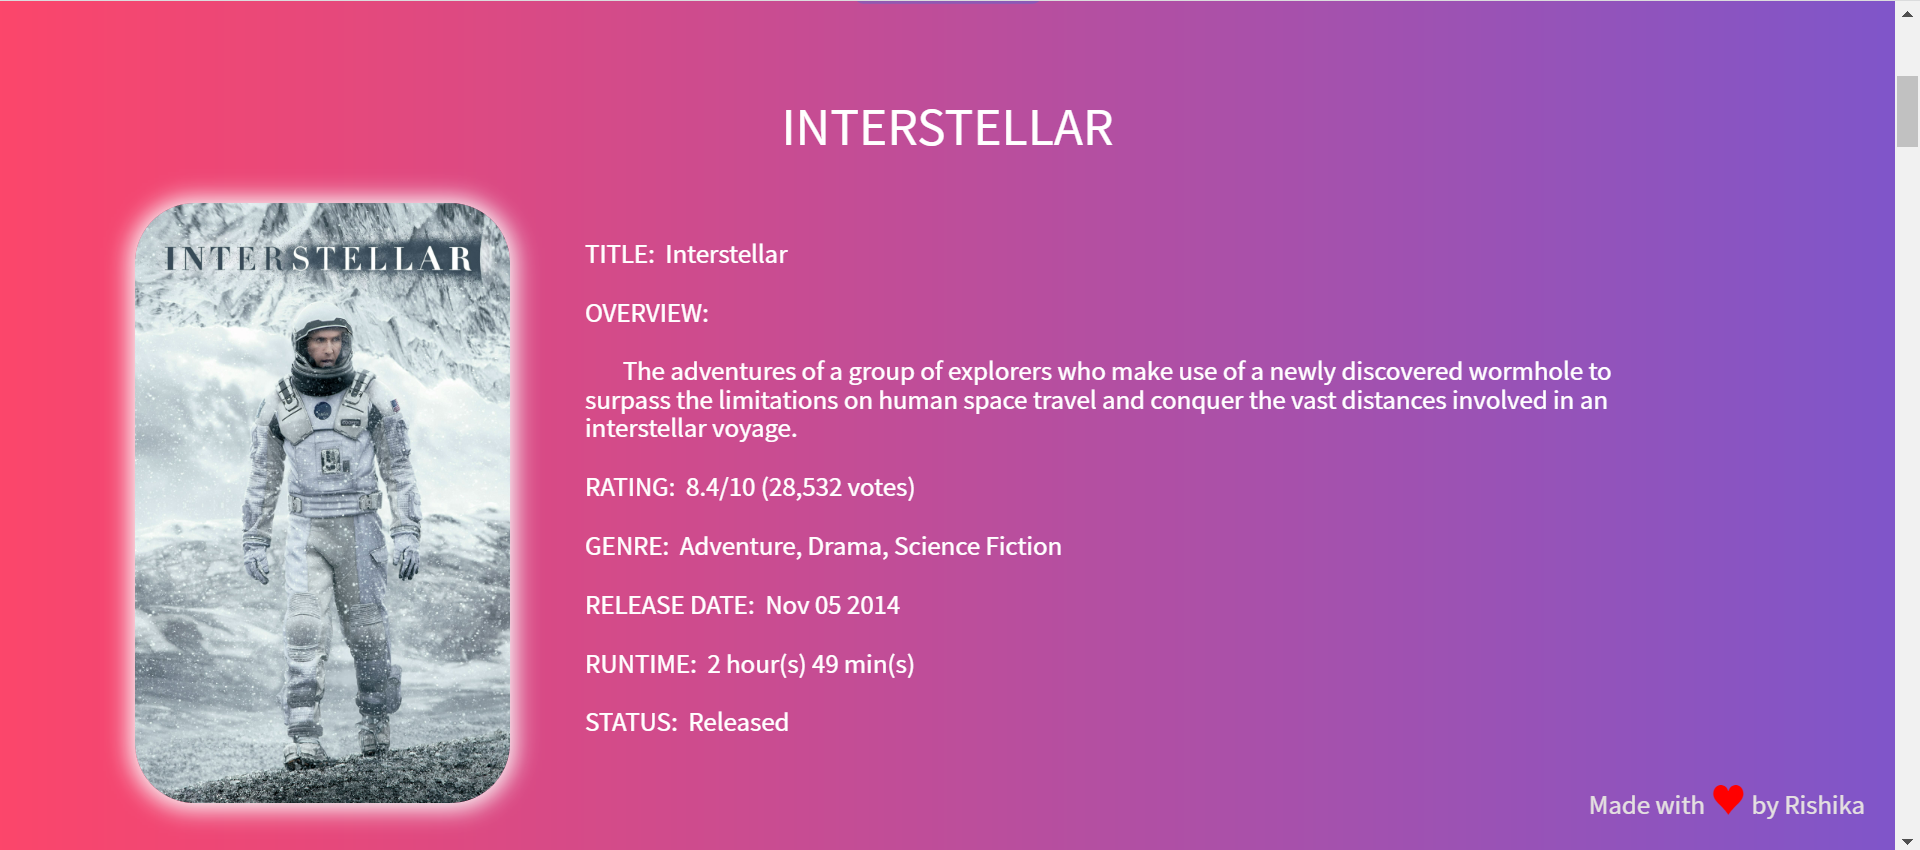 INTERSTELLAR
INTERSTELLAR
TITLE: Interstellar
OVERVIEW:
The adventures of a group of explorers who make use of a newly discovered wormhole to
surpass the limitations on human space travel and conquer the vast distances involved in an
interstellar voyage.
RATING: 8.4/10 (28,532 votes)
GENRE: Adventure, Drama, Science Fiction
RELEASE DATE: Nov 05 2014
RUNTIME: 2 hour(s) 49 min(s)
STATUS: Released
Made with ♥ by Rishika